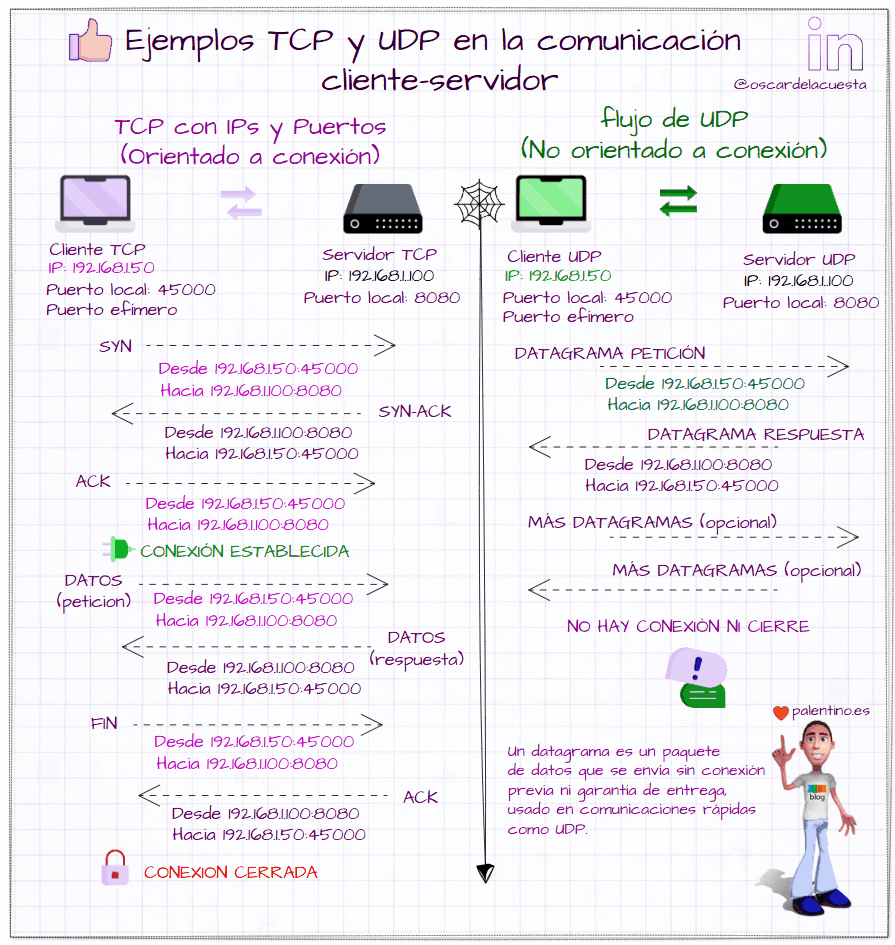 Ejemplos TCP y UDP en la comunicación
cliente-servidor
in
@oscardelacuesta
TCP con IPs y Puertos
(Orientado a conexión)
Cliente TCP
IP: 192.168.1.50
Puerto local: 45000
Puerto efímero
Servidor TCP
IP: 192.168.1.100
Puerto local: 8080
SYN
Desde 192.168.1.50:45000
Hacia 192.168.1.100:8080
SYN-ACK
Desde 192.168.1.100:8080
Hacia 192.168.1.50:45000
ACK
Desde 192.168.1.50:45000
Hacia 192.168.1.100:8080
CONEXIÓN ESTABLECIDA
DATOS
(peticion)
Desde 192.168.1.50:45000
Hacia 192.168.1.100:8080
DATOS
(respuesta)
Desde 192.168.1.100:8080
Hacia 192.168.1.50:45000
FIN
Desde 192.168.1.50:45000
Hacia 192.168.1.100:8080
ACK
Desde 192.168.1.100:8080
Hacia 192.168.1.50:45000
CONEXION CERRADA
flujo de UDP
(No orientado a conexión)
Cliente UDP
IP: 192.168.1.50
Puerto local: 45000
Puerto efímero
Servidor UDP
IP: 192.168.1.100
Puerto local: 8080
DATAGRAMA PETICIÓN
Desde 192.168.1.50:45000
Hacia 192.168.1.100:8080
DATAGRAMA RESPUESTA
Desde 192.168.1.100:8080
Hacia 192.168.1.50:45000
MÁS DATAGRAMAS (opcional)
MÁS DATAGRAMAS (opcional)
NO HAY CONEXIÓN NI CIERRE
!
palentino.es
Un datagrama es un paquete
de datos que se envía sin conexión
previa ni garantía de entrega,
usado en comunicaciones rápidas
como UDP.
blog